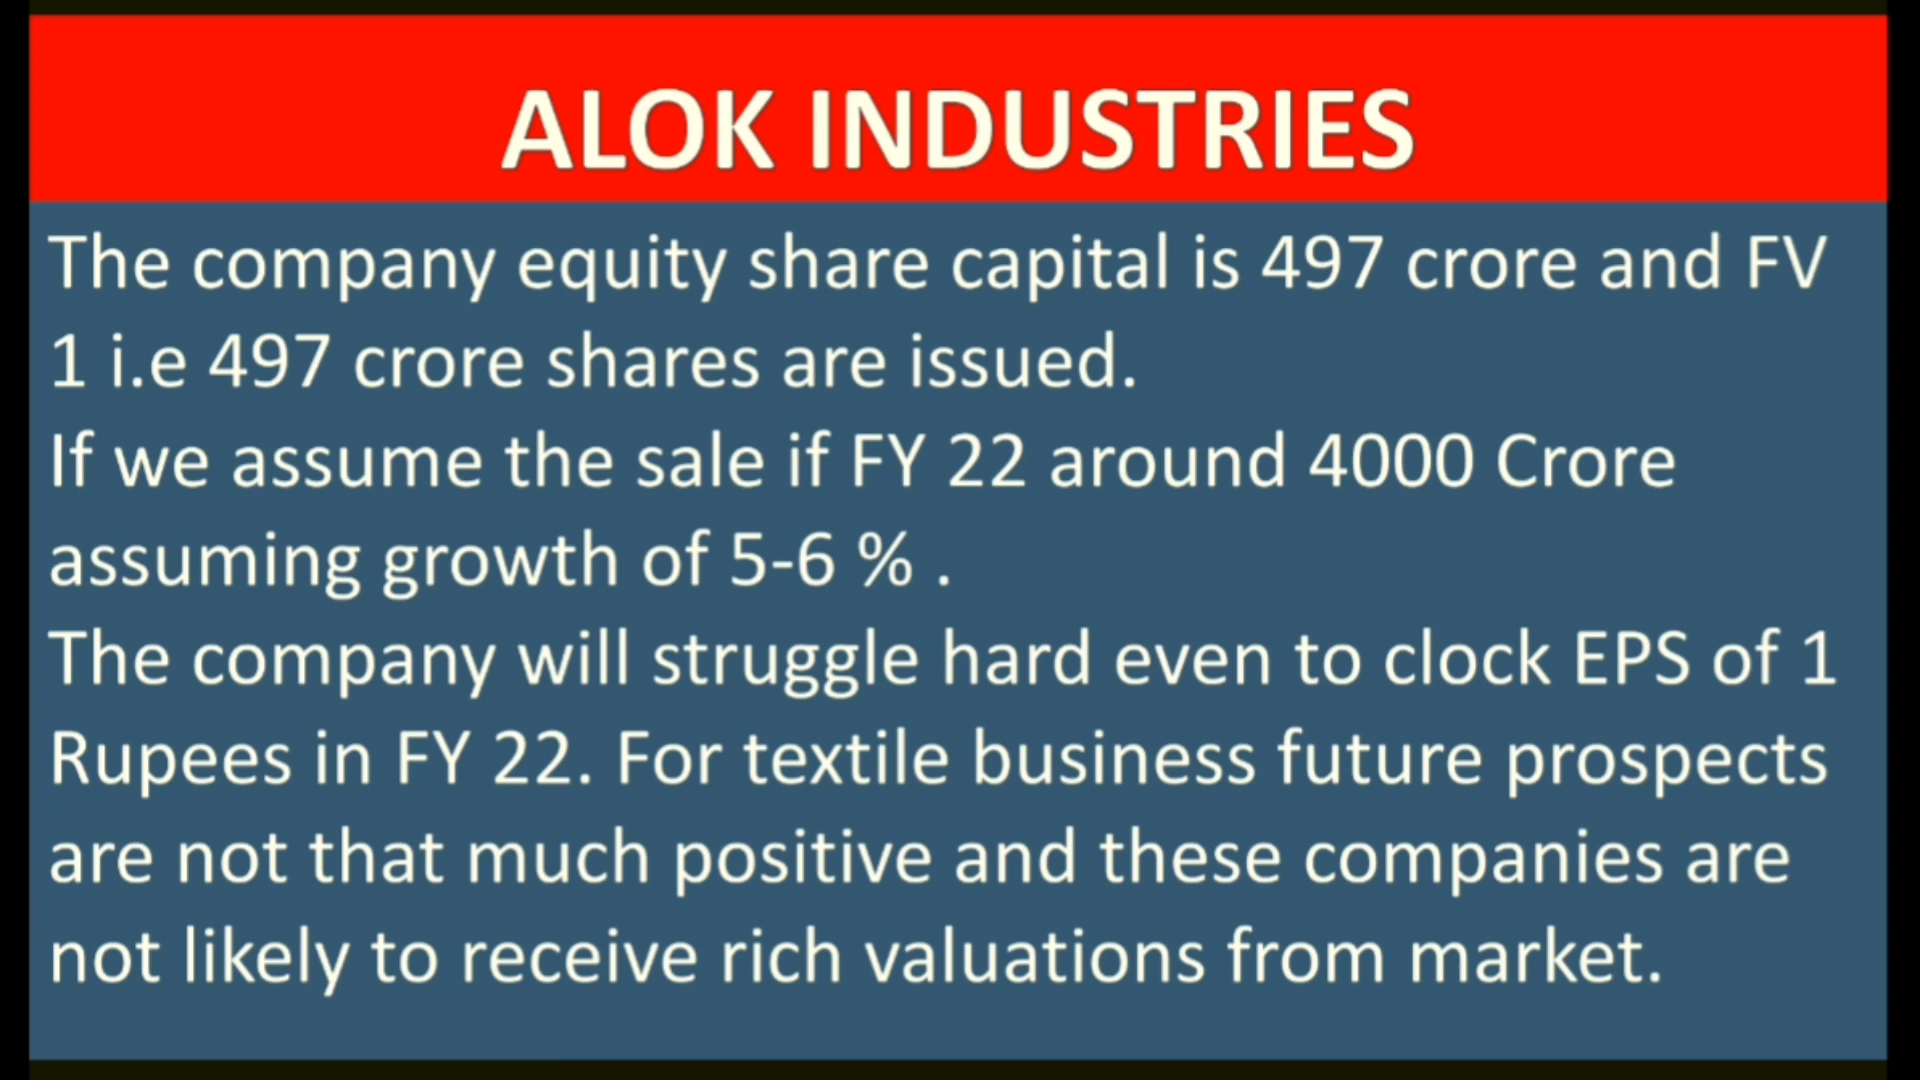 ALOK INDUSTRIES
The company equity share capital is 497 crore and FV
1 i.e 497 crore shares are issued.
If we assume the sale if FY 22 around 4000 Crore
assuming growth of 5-6 % .
The company will struggle hard even to clock EPS of 1
Rupees in FY 22. For textile business future prospects
are not that much positive and these companies are
not likely to receive rich valuations from market.